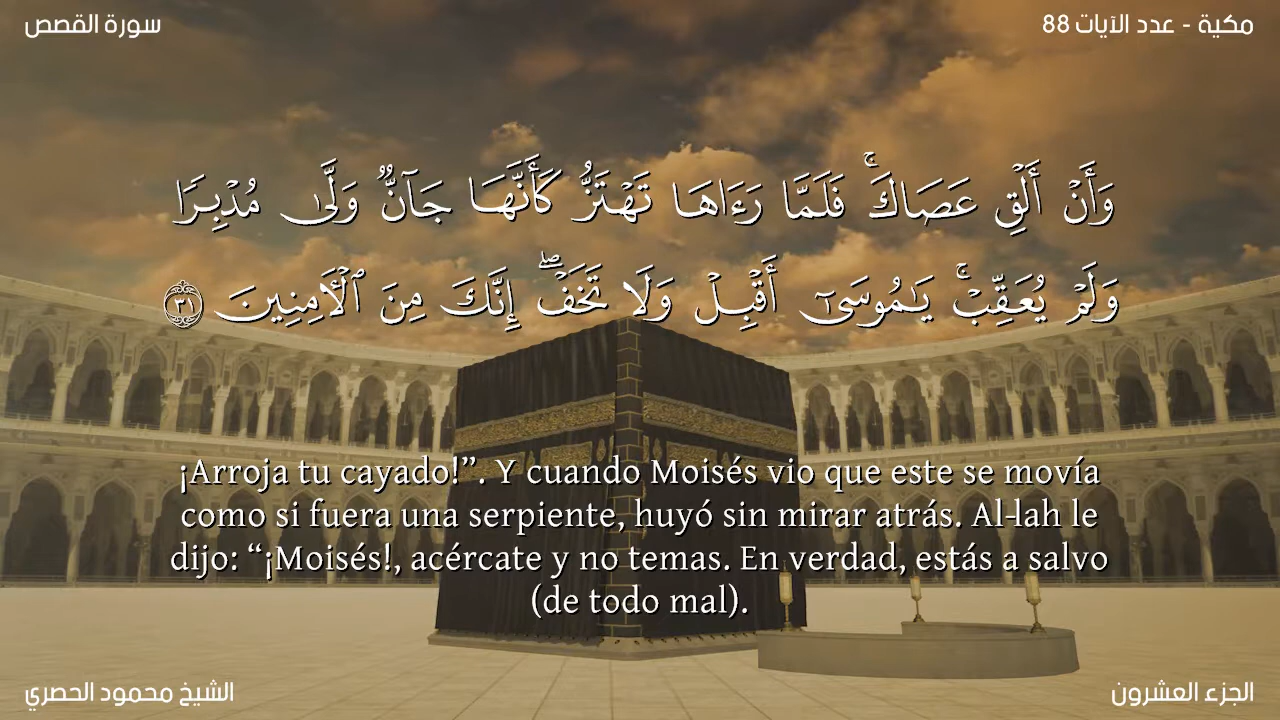 سورة القصص
مكية - عدد الآيات 88
وَأَنۡ أَلۡقِ عَصَاكَۚ فَلَمَّا رَءَاهَا تَهۡتَزُّ كَأَنَّهَا جَآنّٞ وَلَّىٰ مُدۡبِرٗا
وَلَمۡ يُعَقِّبۡۚ يَٰمُوسَىٰٓ أَقۡبِلۡ وَلَا تَخَفۡۖ إِنَّكَ مِنَ ٱلۡأٓمِنِينَ ٣١
¡Arroja tu cayado!”. Y cuando Moisés vio que este se movía
como si fuera una serpiente, huyó sin mirar atrás. Al-lah le
dijo: “¡Moisés!, acércate y no temas. En verdad, estás a salvo
(de todo mal).
الشيخ محمود الحصري
الجزء العشرون